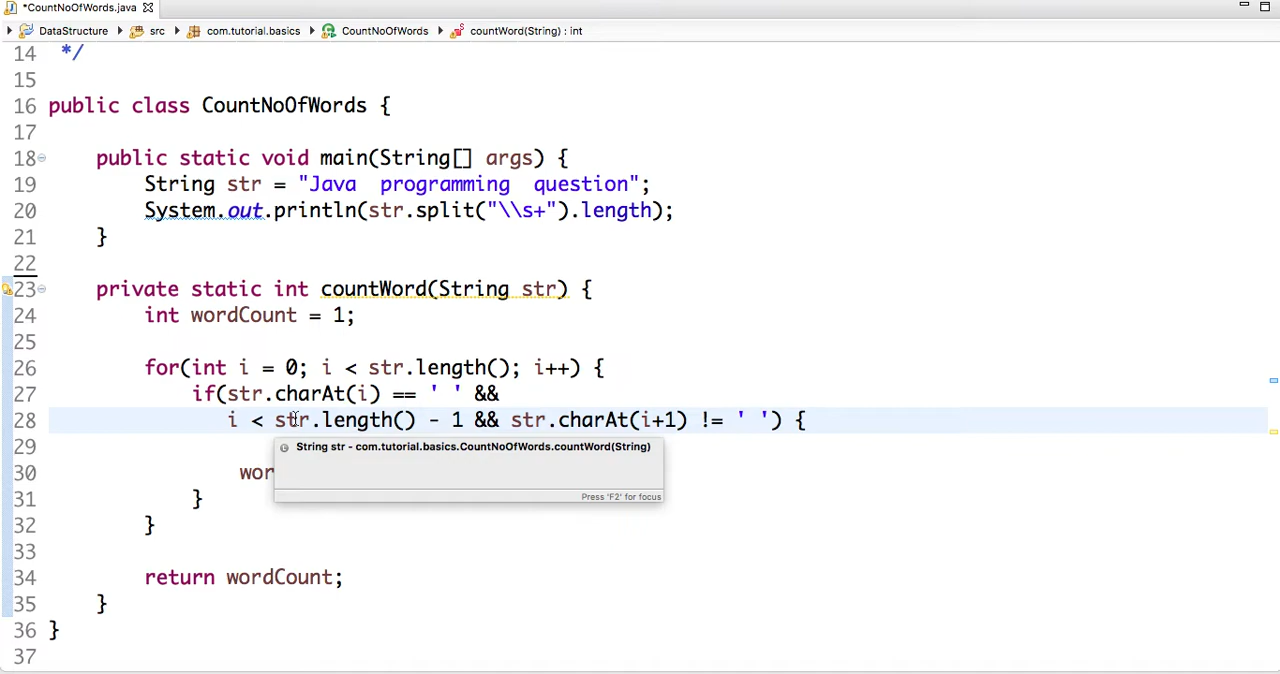 *CountNoOfWords.java
DataStructure src com.tutorial.basics CountNoOfWords countWord(String) : int
14 */
15
16 public class CountNoOfWords {
17
18 public static void main(String[] args) {
19 String str = "Java  programming  question";
20 System.out.println(str.split("\\s+").length);
21 }
22
23 private static int countWord(String str) {
24 int wordCount = 1;
25
26 for(int i = 0; i < str.length(); i++) {
27 if(str.charAt(i) == ' ' &&
28 i < str.length() - 1 && str.charAt(i+1) != ' ') {
29 String str - com.tutorial.basics.CountNoOfWords.countWord(String)
30 wor
Press 'F2' for focus
31 }
32 }
33
34 return wordCount;
35 }
36 }
37